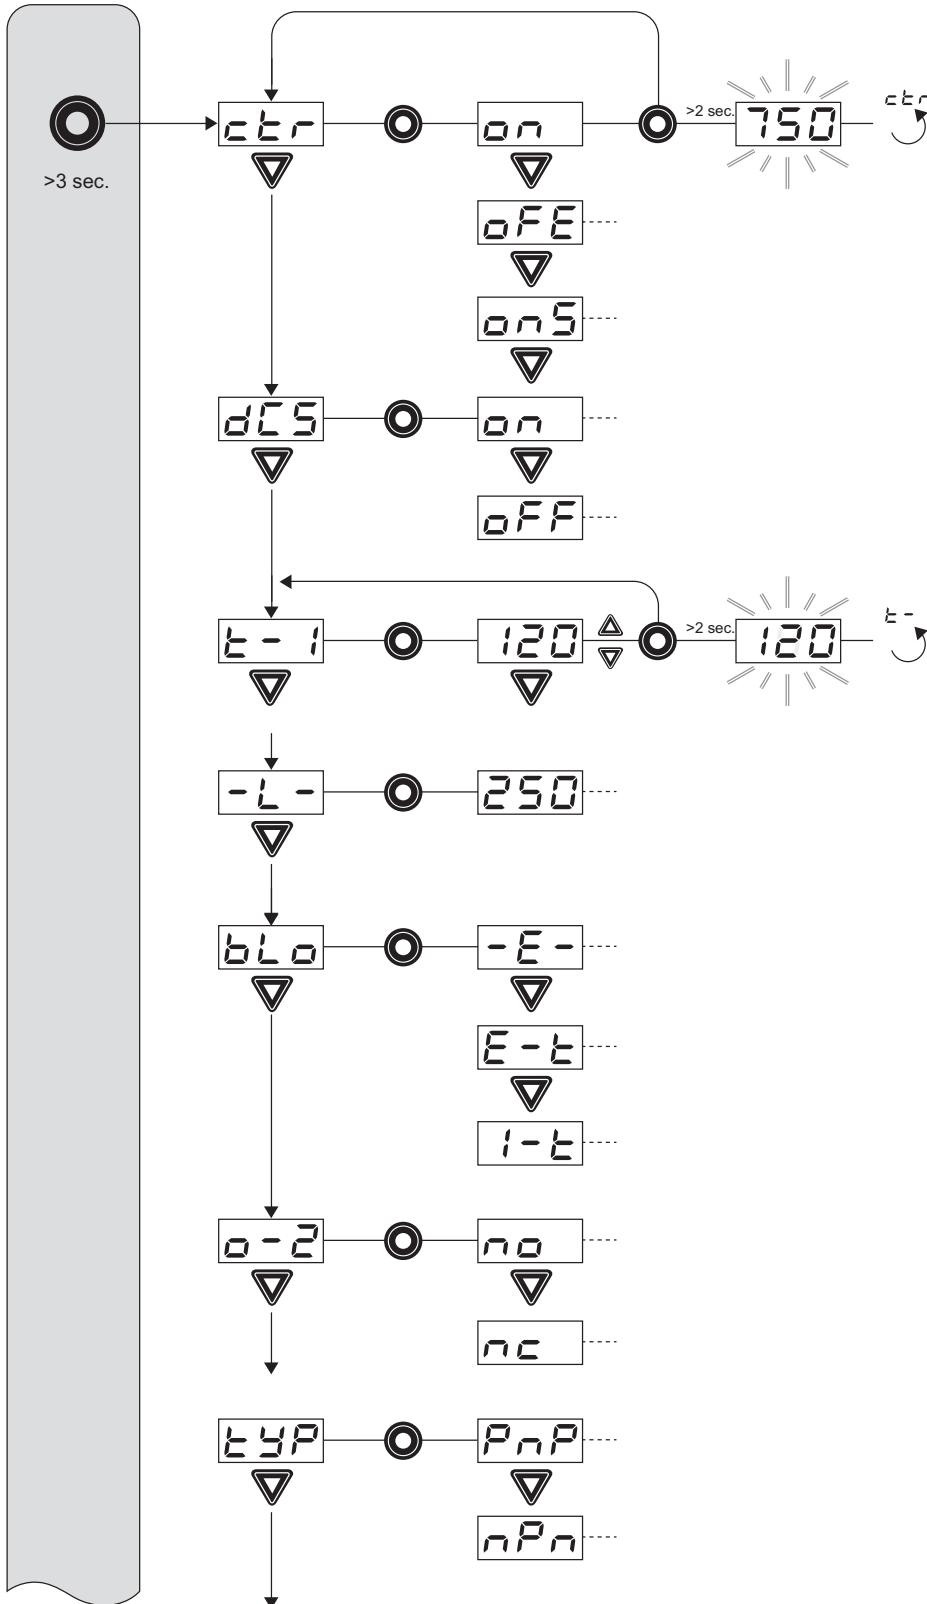 ctr on >2 sec. 750 ctr
>3 sec.
oFE
onS
dCS on
oFF
t-1 120 >2 sec. 120 t-
-L- 250
bLo -E-
E-t
1-t
o-2 no
nc
tYP PnP
nPn